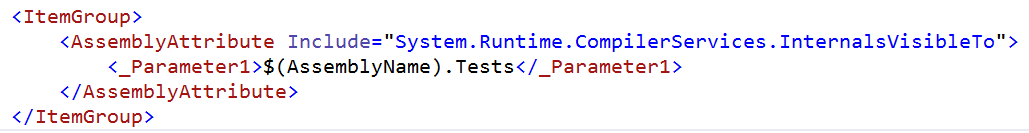 <ItemGroup>
<AssemblyAttribute Include="System.Runtime.CompilerServices.InternalsVisibleTo">
<_Parameter1>$(AssemblyName).Tests</_Parameter1>
</AssemblyAttribute>
</ItemGroup>